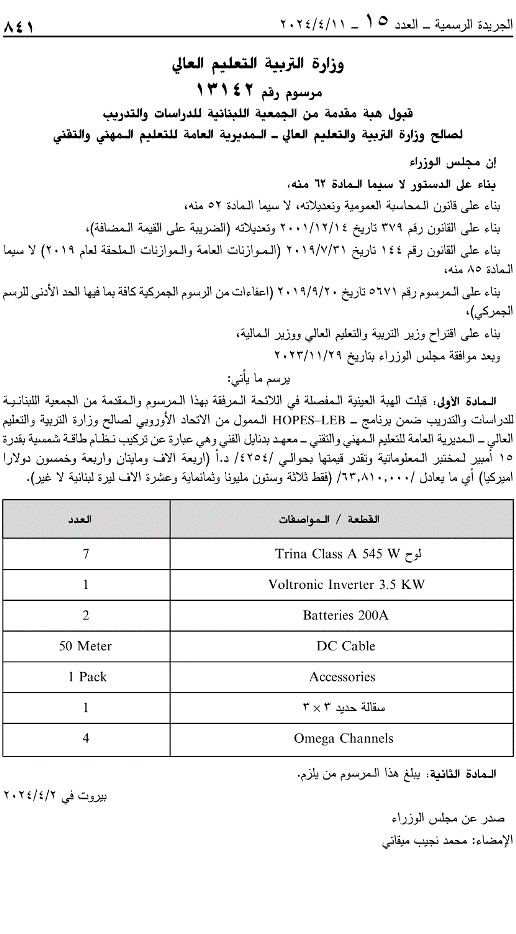 الجريدة الرسمية ــ العدد ١٥ ــ ٢٠٢٤/٤/١١
٨٤١
وزارة التربية التعليم العالي
مرسوم رقم ١٣١٤٢
قبول هبة مقدمة من الجمعية اللبنانية للدراسات والتدريب
لصالح وزارة التربية والتعليم العالي ــ المديرية العامة للتعليم المهني والتقني
إن مجلس الوزراء
بناء على الدستور لا سيما المادة ٦٢ منه،
بناء على قانون المحاسبة العمومية وتعديلاته، لا سيما المادة ٥٢ منه،
بناء على القانون رقم ٣٧٩ تاريخ ٢٠٠١/١٢/١٤ وتعديلاته (الضريبة على القيمة المضافة)،
بناء على القانون رقم ١٤٤ تاريخ ٢٠١٩/٧/٣١ (الموازنات العامة والموازنات الملحقة لعام ٢٠١٩) لا سيما
المادة ٨٥ منه،
بناء على المرسوم رقم ٥٦٧١ تاريخ ٢٠١٩/٩/٢٠ (اعفاءات من الرسوم الجمركية كافة بما فيها الحد الأدنى للرسم
الجمركي)،
بناء على اقتراح وزير التربية والتعليم العالي ووزير المالية،
وبعد موافقة مجلس الوزراء بتاريخ ٢٠٢٣/١١/٢٩
يرسم ما يأتي:
المادة الأولى: قبلت الهبة العينية المفصلة في اللائحة المرفقة بهذا المرسوم والمقدمة من الجمعية اللبنانية
للدراسات والتدريب ضمن برنامج ــ HOPES–LEB الممول من الاتحاد الأوروبي لصالح وزارة التربية والتعليم
العالي ــ المديرية العامة للتعليم المهني والتقني ــ معهد بدنايل الفني وهي عبارة عن تركيب نظام طاقة شمسية بقدرة
١٥ أمبير لمختبر المعلوماتية وتقدر قيمتها بحوالي /٤٢٥٤/ د.أ (اربعة الاف ومايتان واربعة وخمسون دولارا
اميركيا) أي ما يعادل /٦٣,٨١٠,٠٠٠/ (فقط ثلاثة وستون مليونا وثمانماية وعشرة الاف ليرة لبنانية لا غير).
القطعة / المواصفات	العدد
لوح Trina Class A 545 W	7
Voltronic Inverter 3.5 KW	1
Batteries 200A	2
DC Cable	50 Meter
Accessories	1 Pack
سقالة حديد ٣ × ٣	1
Omega Channels	4
المادة الثانية: يبلغ هذا المرسوم من يلزم.
بيروت في ٢٠٢٤/٤/٢
صدر عن مجلس الوزراء
الإمضاء: محمد نجيب ميقاتي